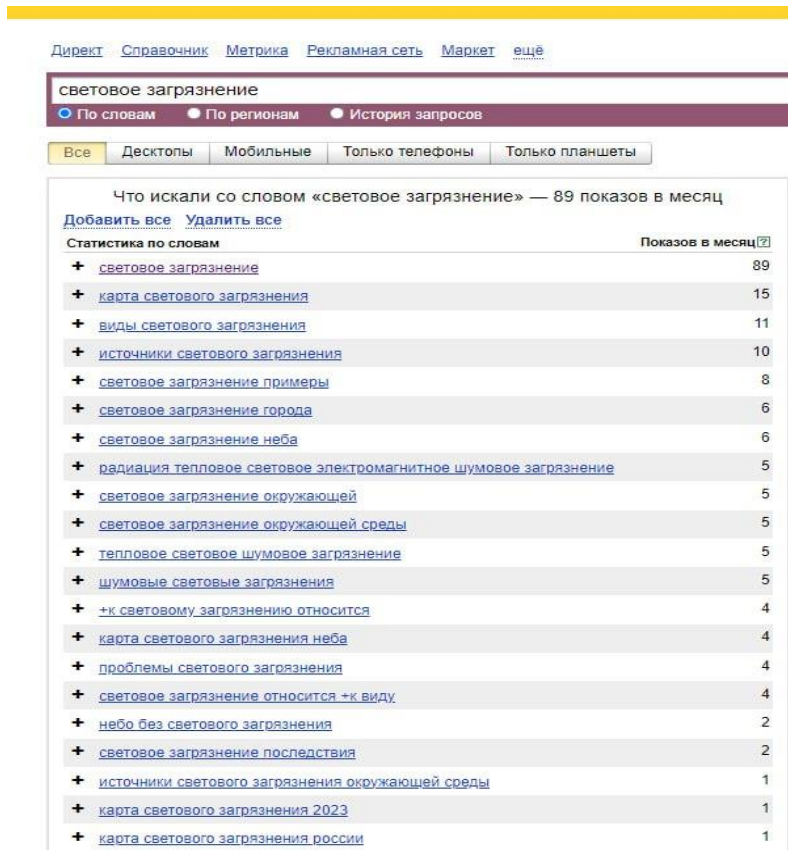 Директ Справочник Метрика Рекламная сеть Маркет ещё
световое загрязнение
По словам По регионам История запросов
Все Десктопы Мобильные Только телефоны Только планшеты
Что искали со словом «световое загрязнение» — 89 показов в месяц
Добавить все Удалить все
Статистика по словам Показов в месяц ?
+ световое загрязнение 89
+ карта светового загрязнения 15
+ виды светового загрязнения 11
+ источники светового загрязнения 10
+ световое загрязнение примеры 8
+ световое загрязнение города 6
+ световое загрязнение неба 6
+ радиация тепловое световое электромагнитное шумовое загрязнение 5
+ световое загрязнение окружающей 5
+ световое загрязнение окружающей среды 5
+ тепловое световое шумовое загрязнение 5
+ шумовые световые загрязнения 5
+ +к световому загрязнению относится 4
+ карта светового загрязнения неба 4
+ проблемы светового загрязнения 4
+ световое загрязнение относится +к виду 4
+ небо без светового загрязнения 2
+ световое загрязнение последствия 2
+ источники светового загрязнения окружающей среды 1
+ карта светового загрязнения 2023 1
+ карта светового загрязнения россии 1